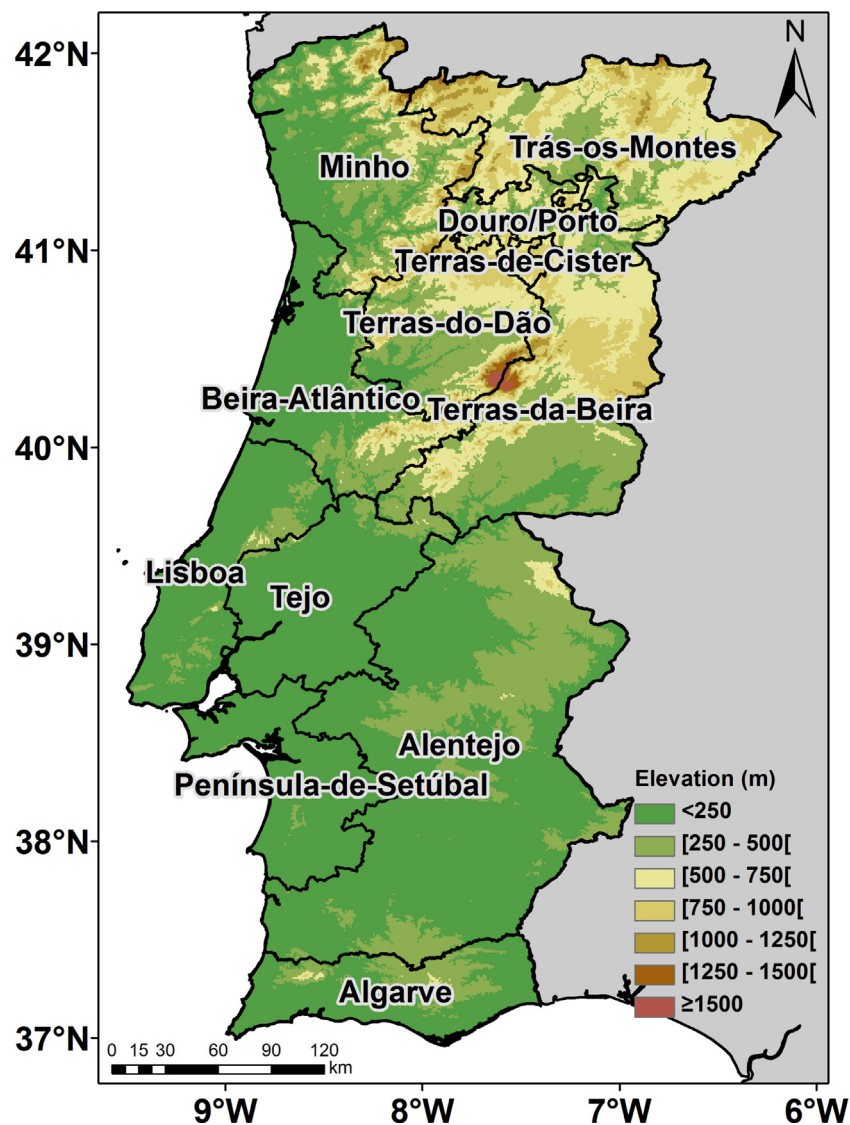 42°N
N
Minho
Trás-os-Montes
Douro/Porto
41°N
Terras-de-Cister
Terras-do-Dão
Beira-Atlântico
Terras-da-Beira
40°N
Lisboa
Tejo
39°N
Alentejo
Península-de-Setúbal
Elevation (m)
<250
[250 - 500[
[500 - 750[
[750 - 1000[
[1000 - 1250[
[1250 - 1500[
≥1500
38°N
Algarve
37°N
0 15 30 60 90 120
km
9°W 8°W 7°W 6°W